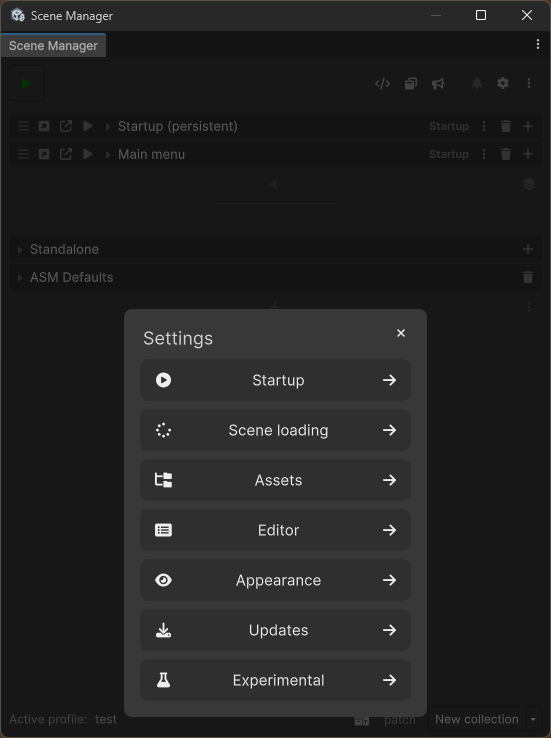 Scene Manager
Scene Manager
Startup (persistent) Startup
Main menu Startup
Standalone
ASM Defaults
Settings
Startup
Scene loading
Assets
Editor
Appearance
Updates
Experimental
Active profile: test patch New collection